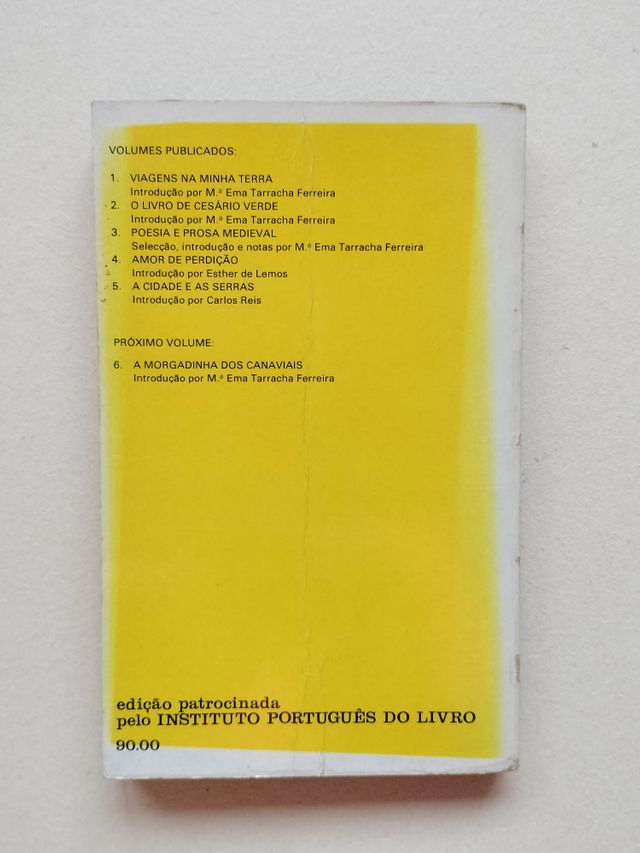 VOLUMES PUBLICADOS:
1. VIAGENS NA MINHA TERRA
Introdução por M.ª Ema Tarracha Ferreira
2. O LIVRO DE CESÁRIO VERDE
Introdução por M.ª Ema Tarracha Ferreira
3. POESIA E PROSA MEDIEVAL
Selecção, introdução e notas por M.ª Ema Tarracha Ferreira
4. AMOR DE PERDIÇÃO
Introdução por Esther de Lemos
5. A CIDADE E AS SERRAS
Introdução por Carlos Reis
PRÓXIMO VOLUME:
6. A MORGADINHA DOS CANAVIAIS
Introdução por M.ª Ema Tarracha Ferreira
edição patrocinada
pelo INSTITUTO PORTUGUÊS DO LIVRO
90.00